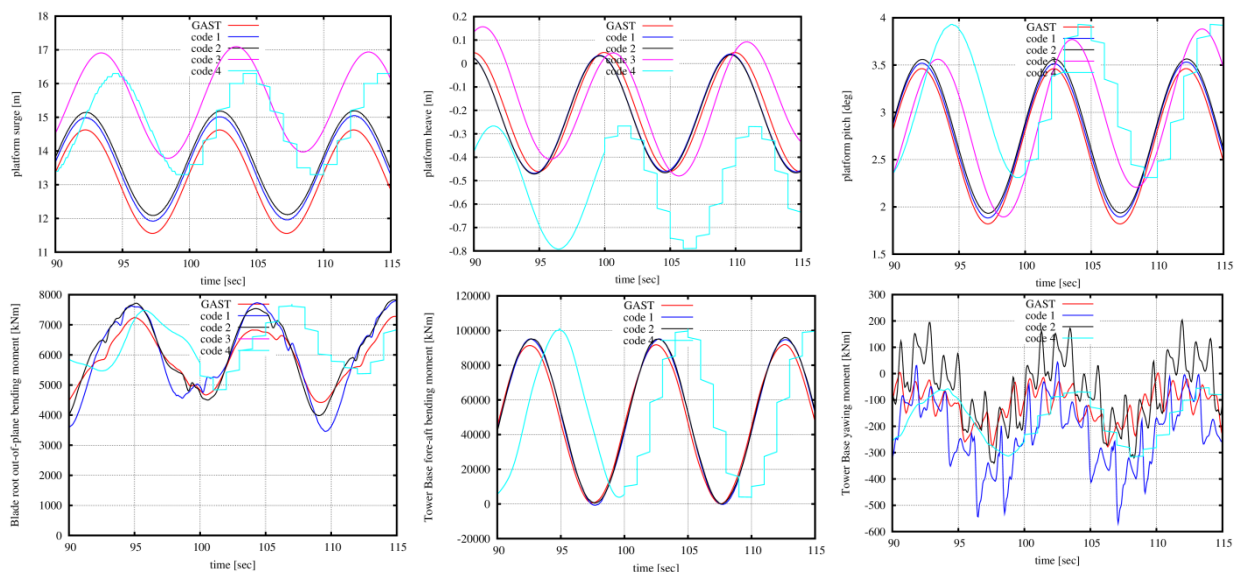 platform surge [m]
18
17
16
15
14
13
12
11
GAST
code 1
code 2
code 3
code 4
90 95 100 105 110 115
time [sec]
platform heave [m]
0.2
0.1
0
-0.1
-0.2
-0.3
-0.4
-0.5
-0.6
-0.7
-0.8
GAST
code 1
code 2
code 3
code 4
90 95 100 105 110 115
time [sec]
platform pitch [deg]
4
3.5
3
2.5
2
1.5
GAST
code 1
code 2
code 3
code 4
90 95 100 105 110 115
time [sec]
Blade root out-of-plane bending moment [kNm]
8000
7000
6000
5000
4000
3000
2000
1000
0
GAST
code 1
code 2
code 3
code 4
90 95 100 105 110 115
time [sec]
Tower Base fore-aft bending moment [kNm]
120000
100000
80000
60000
40000
20000
0
-20000
GAST
code 1
code 2
code 4
90 95 100 105 110 115
time [sec]
Tower Base yawing moment [kNm]
300
200
100
0
-100
-200
-300
-400
-500
-600
GAST
code 1
code 2
code 4
90 95 100 105 110 115
time [sec]